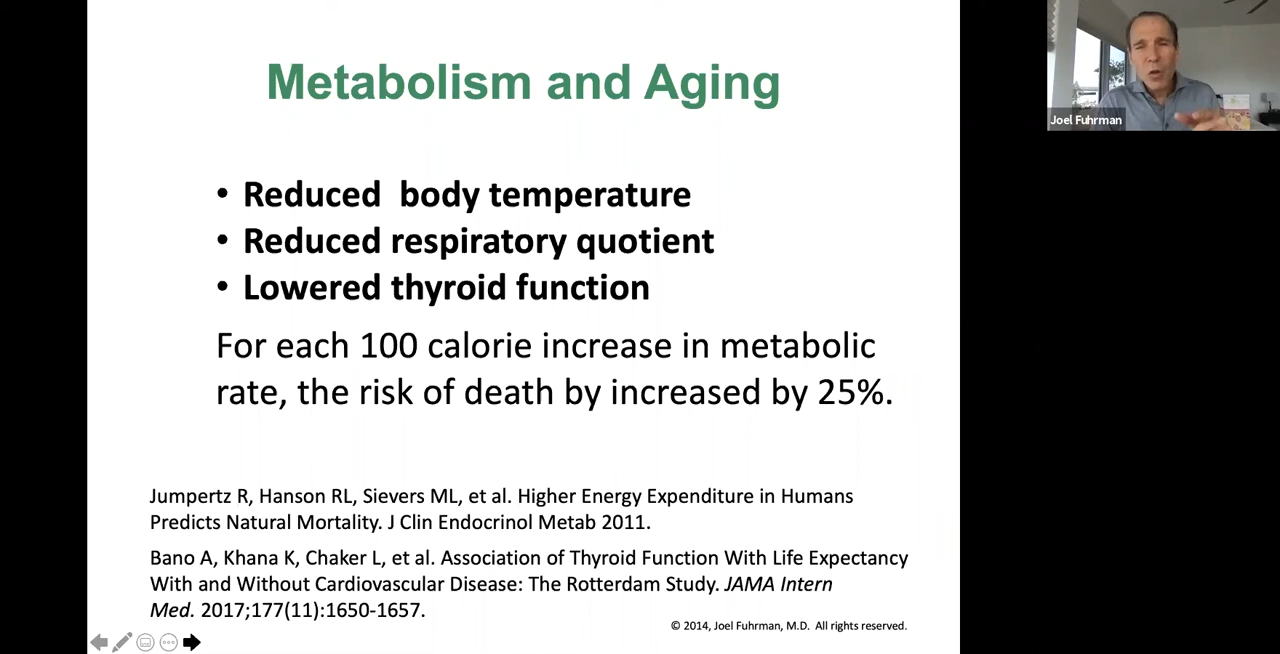 Metabolism and Aging
Joel Fuhrman
• Reduced  body temperature
• Reduced respiratory quotient
• Lowered thyroid function
For each 100 calorie increase in metabolic
rate, the risk of death by increased by 25%.
Jumpertz R, Hanson RL, Sievers ML, et al. Higher Energy Expenditure in Humans
Predicts Natural Mortality. J Clin Endocrinol Metab 2011.
Bano A, Khana K, Chaker L, et al. Association of Thyroid Function With Life Expectancy
With and Without Cardiovascular Disease: The Rotterdam Study. JAMA Intern
Med. 2017;177(11):1650-1657.
© 2014, Joel Fuhrman, M.D.  All rights reserved.